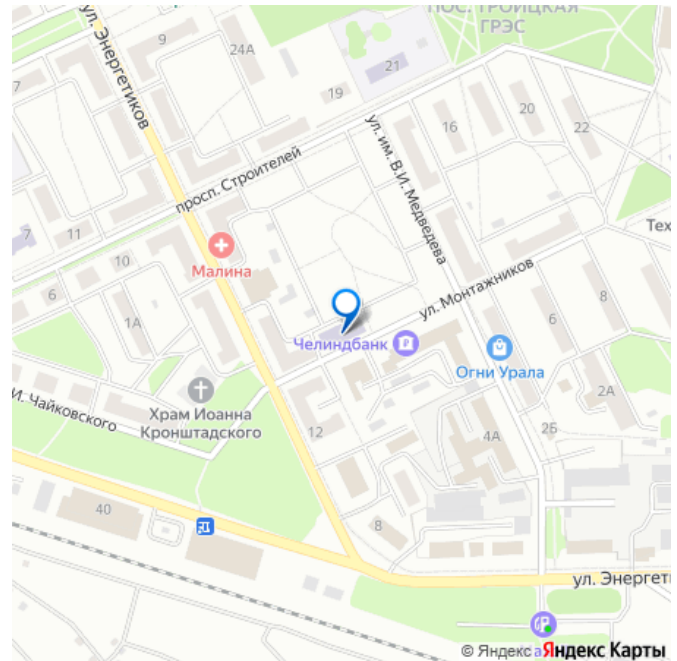 ПОС. ТРОИЦКАЯ
ГРЭС
ул. Энергетиков
9
24А
21
7
19
20
16
22
ул. им. В.И. Медведева
просп. Строителей
7
11
Тех
Малина
10
6
1А
ул. Монтажников
6
8
Челиндбанк
Огни Урала
И. Чайковского
Храм Иоанна
Кронштадского
2А
12
4А
2Б
40
8
ул. Энергет
© Яндекс
Яндекс Карты